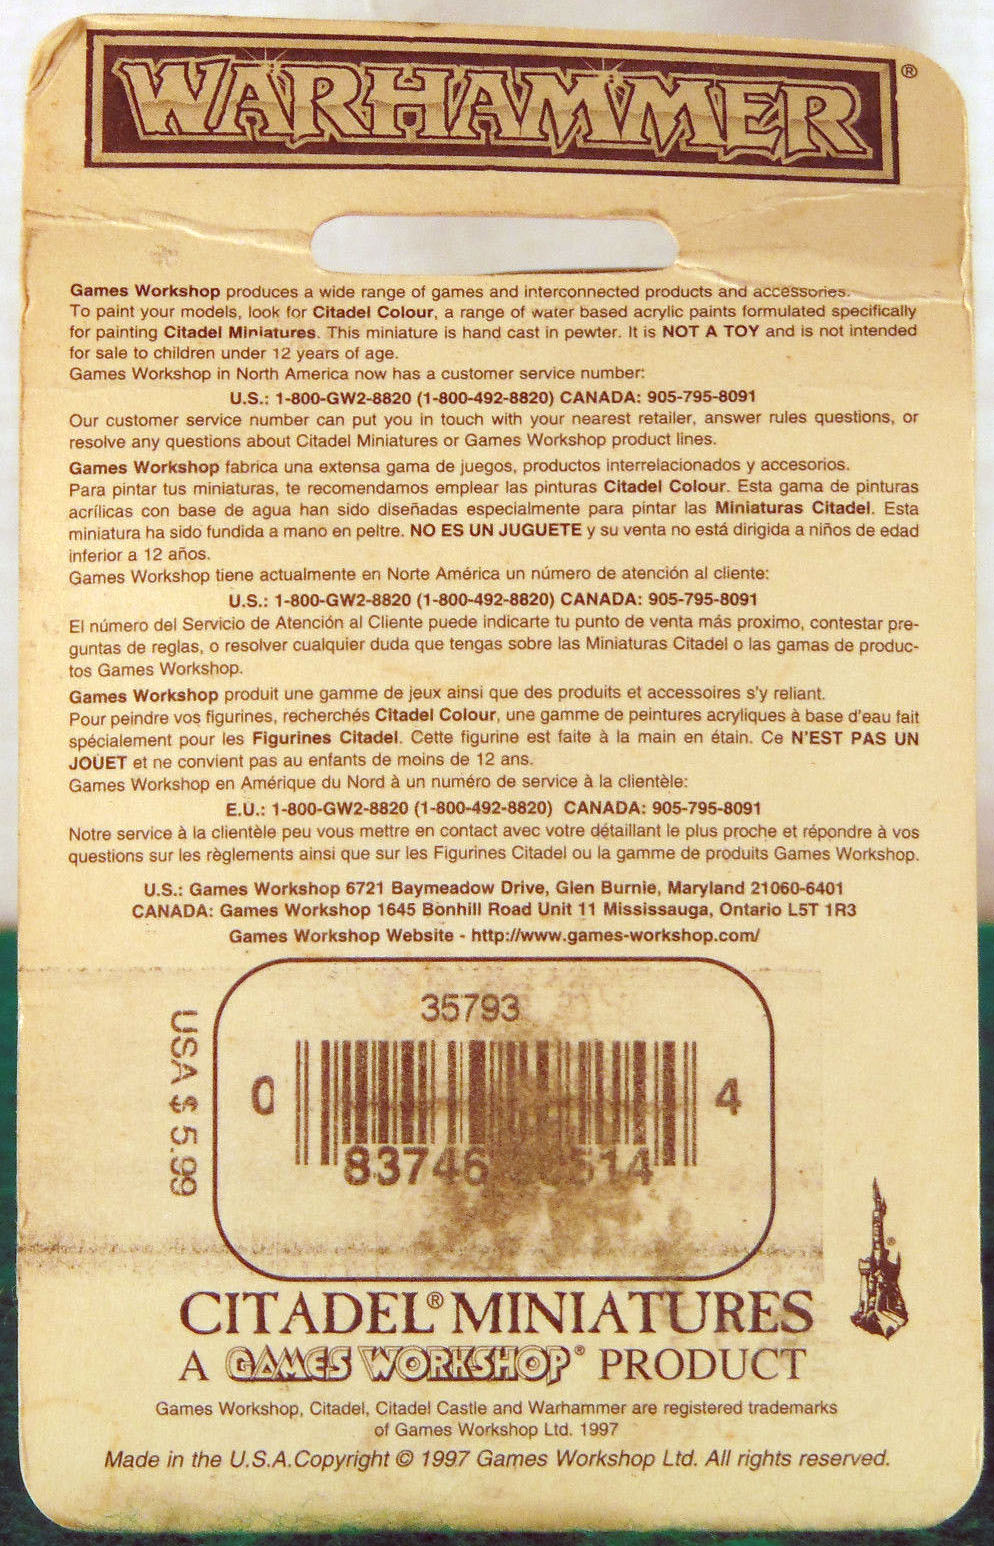 WARHAMMER®
Games Workshop produces a wide range of games and interconnected products and accessories.
To paint your models, look for Citadel Colour, a range of water based acrylic paints formulated specifically
for painting Citadel Miniatures. This miniature is hand cast in pewter. It is NOT A TOY and is not intended
for sale to children under 12 years of age.
Games Workshop in North America now has a customer service number:
U.S.: 1-800-GW2-8820 (1-800-492-8820) CANADA: 905-795-8091
Our customer service number can put you in touch with your nearest retailer, answer rules questions, or
resolve any questions about Citadel Miniatures or Games Workshop product lines.
Games Workshop fabrica una extensa gama de juegos, productos interrelacionados y accesorios.
Para pintar tus miniaturas, te recomendamos emplear las pinturas Citadel Colour. Esta gama de pinturas
acrílicas con base de agua han sido diseñadas especialmente para pintar las Miniaturas Citadel. Esta
miniatura ha sido fundida a mano en peltre. NO ES UN JUGUETE y su venta no está dirigida a niños de edad
inferior a 12 años.
Games Workshop tiene actualmente en Norte América un número de atención al cliente:
U.S.: 1-800-GW2-8820 (1-800-492-8820) CANADA: 905-795-8091
El número del Servicio de Atención al Cliente puede indicarte tu punto de venta más proximo, contestar pre-
guntas de reglas, o resolver cualquier duda que tengas sobre las Miniaturas Citadel o las gamas de produc-
tos Games Workshop.
Games Workshop produit une gamme de jeux ainsi que des produits et accessoires s'y reliant.
Pour peindre vos figurines, recherchés Citadel Colour, une gamme de peintures acryliques à base d'eau fait
spécialement pour les Figurines Citadel. Cette figurine est faite à la main en étain. Ce N'EST PAS UN
JOUET et ne convient pas au enfants de moins de 12 ans.
Games Workshop en Amérique du Nord à un numéro de service à la clientèle:
E.U.: 1-800-GW2-8820 (1-800-492-8820) CANADA: 905-795-8091
Notre service à la clientèle peu vous mettre en contact avec votre détaillant le plus proche et répondre à vos
questions sur les règlements ainsi que sur les Figurines Citadel ou la gamme de produits Games Workshop.
U.S.: Games Workshop 6721 Baymeadow Drive, Glen Burnie, Maryland 21060-6401
CANADA: Games Workshop 1645 Bonhill Road Unit 11 Mississauga, Ontario L5T 1R3
Games Workshop Website - http://www.games-workshop.com/
35793
USA $ 5.99
0 4
83746
CITADEL® MINIATURES
A GAMES WORKSHOP® PRODUCT
Games Workshop, Citadel, Citadel Castle and Warhammer are registered trademarks
of Games Workshop Ltd. 1997
Made in the U.S.A.Copyright © 1997 Games Workshop Ltd. All rights reserved.